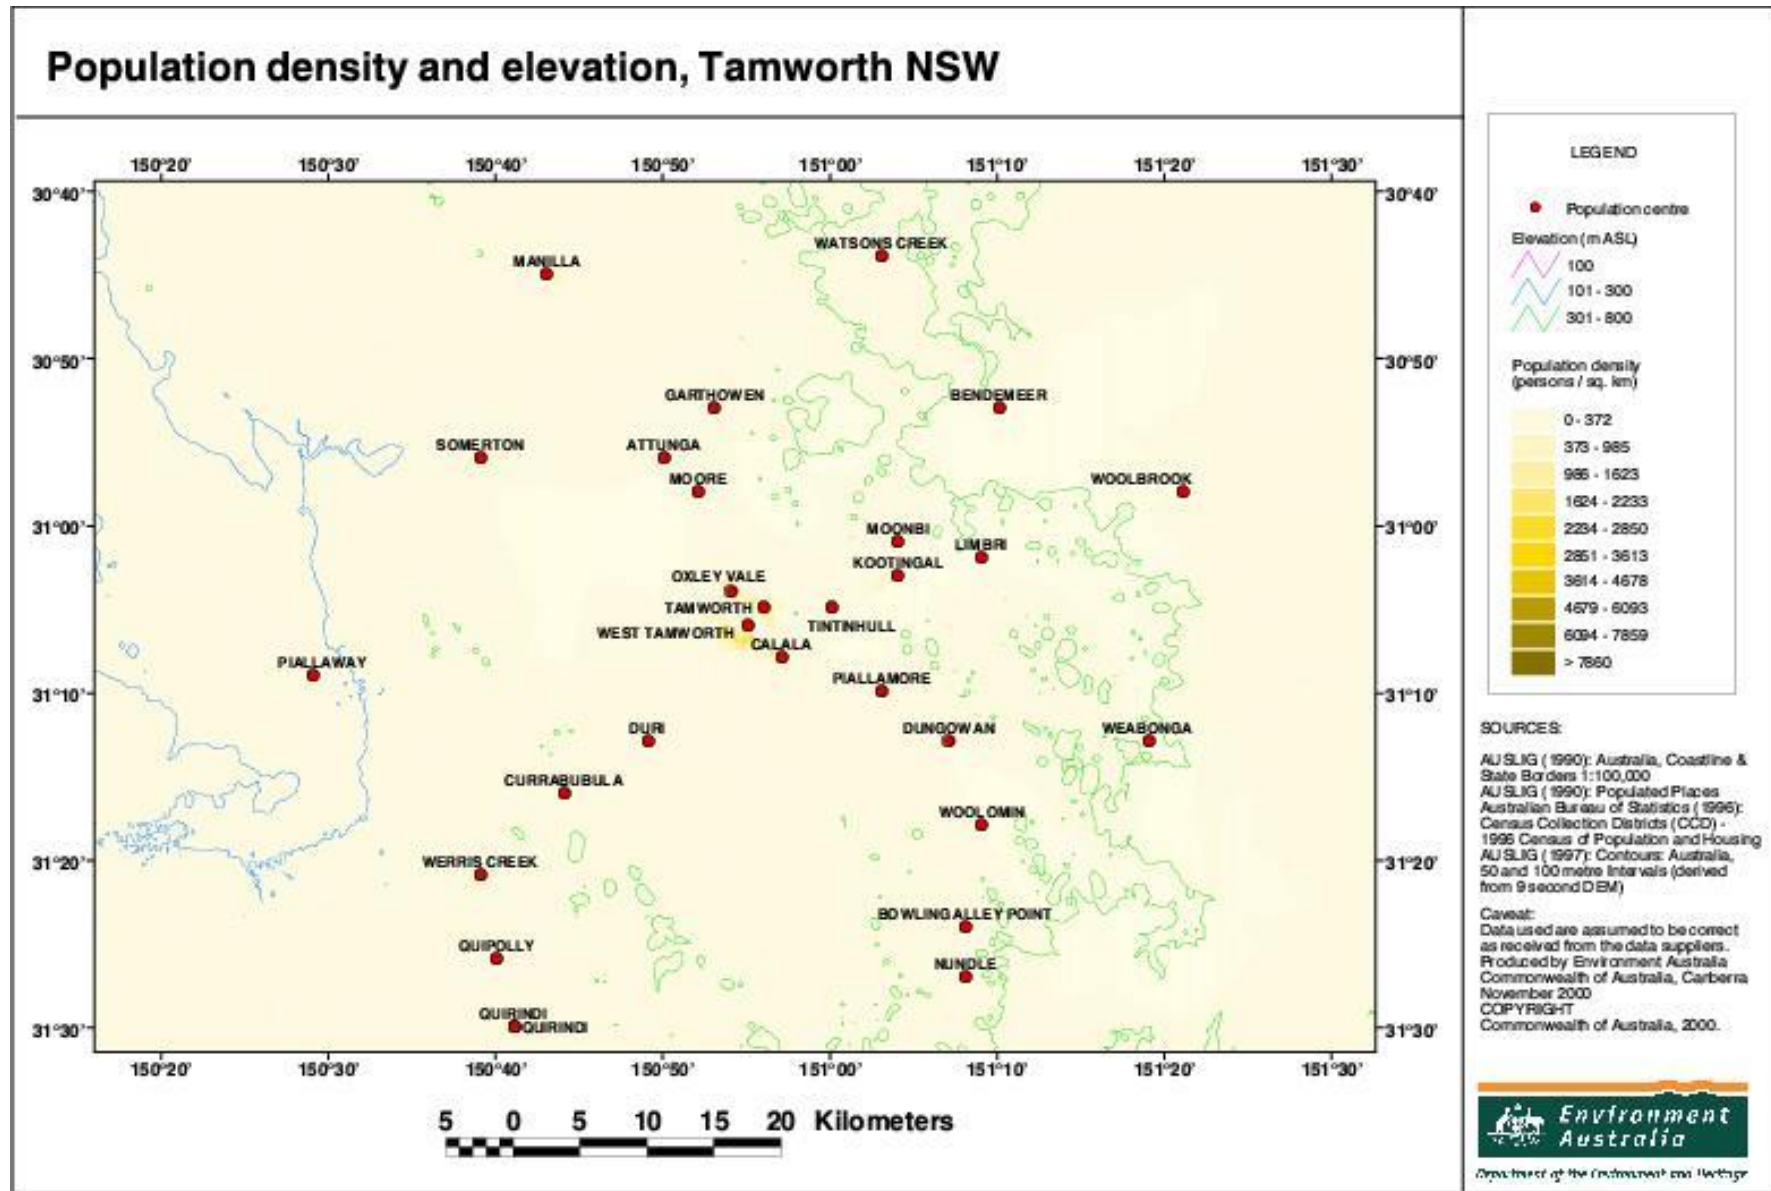 Population density and elevation, Tamworth NSW
150°20' 150°30' 150°40' 150°50' 151°00' 151°10' 151°20' 151°30'
30°40' 30°40'
WATSONS CREEK
MANILLA
30°50' 30°50'
GARTHOWEN BENDEMEER
SOMERTON ATTUNGA
MOORE WOOLBROOK
31°00' MOONBI 31°00'
LIMBRI
KOOTINGAL
OXLEY VALE
TAMWORTH
TINTINHULL
WEST TAMWORTH
CALALA
PIALLAWAY
PIALLAMORE
31°10' 31°10'
DURI DUNGOWAN WEABONGA
CURRABUBULA
WOOLOMIN
31°20' WERRIS CREEK 31°20'
BOWLING ALLEY POINT
QUIPOLLY
NUNDLE
QUIRINDI
31°30' QUIRINDI 31°30'
150°20' 150°30' 150°40' 150°50' 151°00' 151°10' 151°20' 151°30'
5 0 5 10 15 20 Kilometers
LEGEND
Population centre
Elevation (m ASL)
100
101 - 300
301 - 800
Population density
(persons / sq. km)
0 - 372
373 - 985
986 - 1623
1624 - 2233
2234 - 2850
2851 - 3613
3614 - 4678
4679 - 6093
6094 - 7859
> 7860
SOURCES:
AUSLIG (1990): Australia, Coastline &
State Borders 1:100,000
AUSLIG (1990): Populated Places
Australian Bureau of Statistics (1996):
Census Collection Districts (CCD) -
1996 Census of Population and Housing
AUSLIG (1997): Contours: Australia,
50 and 100 metre Intervals (derived
from 9 second DEM)
Caveat:
Data used are assumed to be correct
as received from the data suppliers.
Produced by Environment Australia
Commonwealth of Australia, Canberra
November 2000
COPYRIGHT
Commonwealth of Australia, 2000.
Environment
Australia
Department of the Environment and Heritage